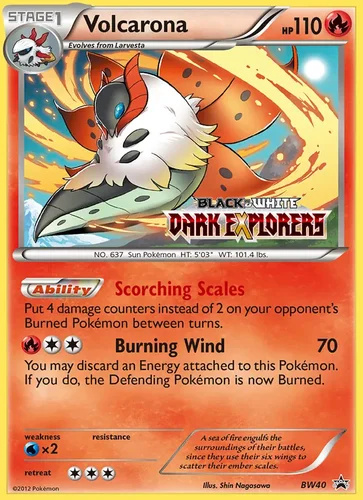 STAGE1
Volcarona
HP110
Evolves from Larvesta
BLACK & WHITE
DARK EXPLORERS
NO. 637 Sun Pokémon HT: 5'03" WT: 101.4 lbs.
Ability Scorching Scales
Put 4 damage counters instead of 2 on your opponent's
Burned Pokémon between turns.
Burning Wind 70
You may discard an Energy attached to this Pokémon.
If you do, the Defending Pokémon is now Burned.
weakness resistance
×2
retreat
A sea of fire engulfs the
surroundings of their battles,
since they use their six wings to
scatter their ember scales.
©2012 Pokémon
Illus. Shin Nagasawa
BW40
PROMO